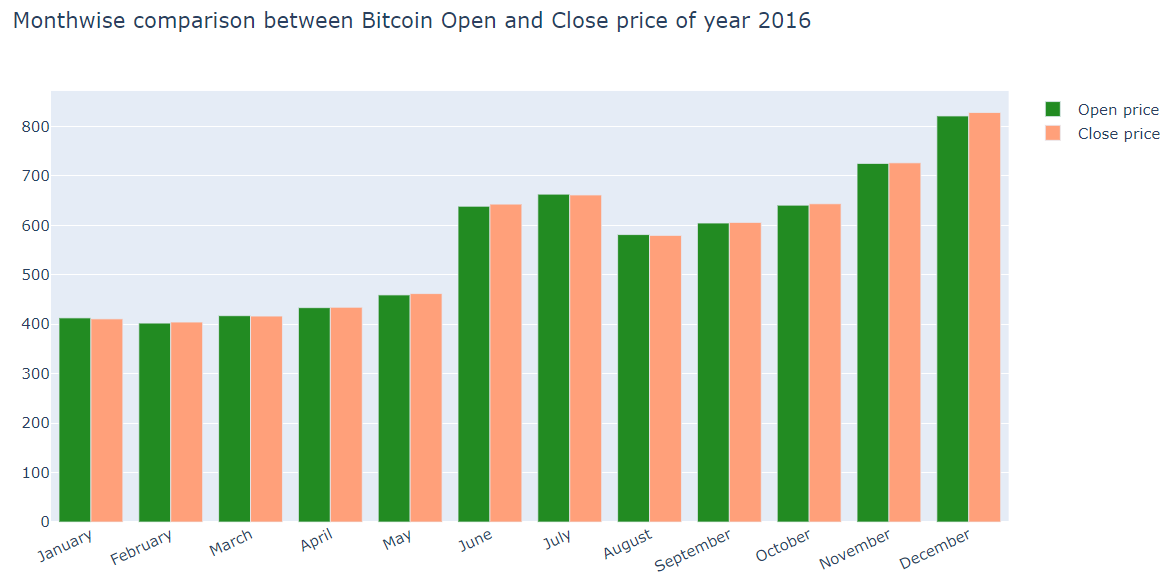 Monthwise comparison between Bitcoin Open and Close price of year 2016
Open price
Close price
800
700
600
500
400
300
200
100
0
January
February
March
April
May
June
July
August
September
October
November
December